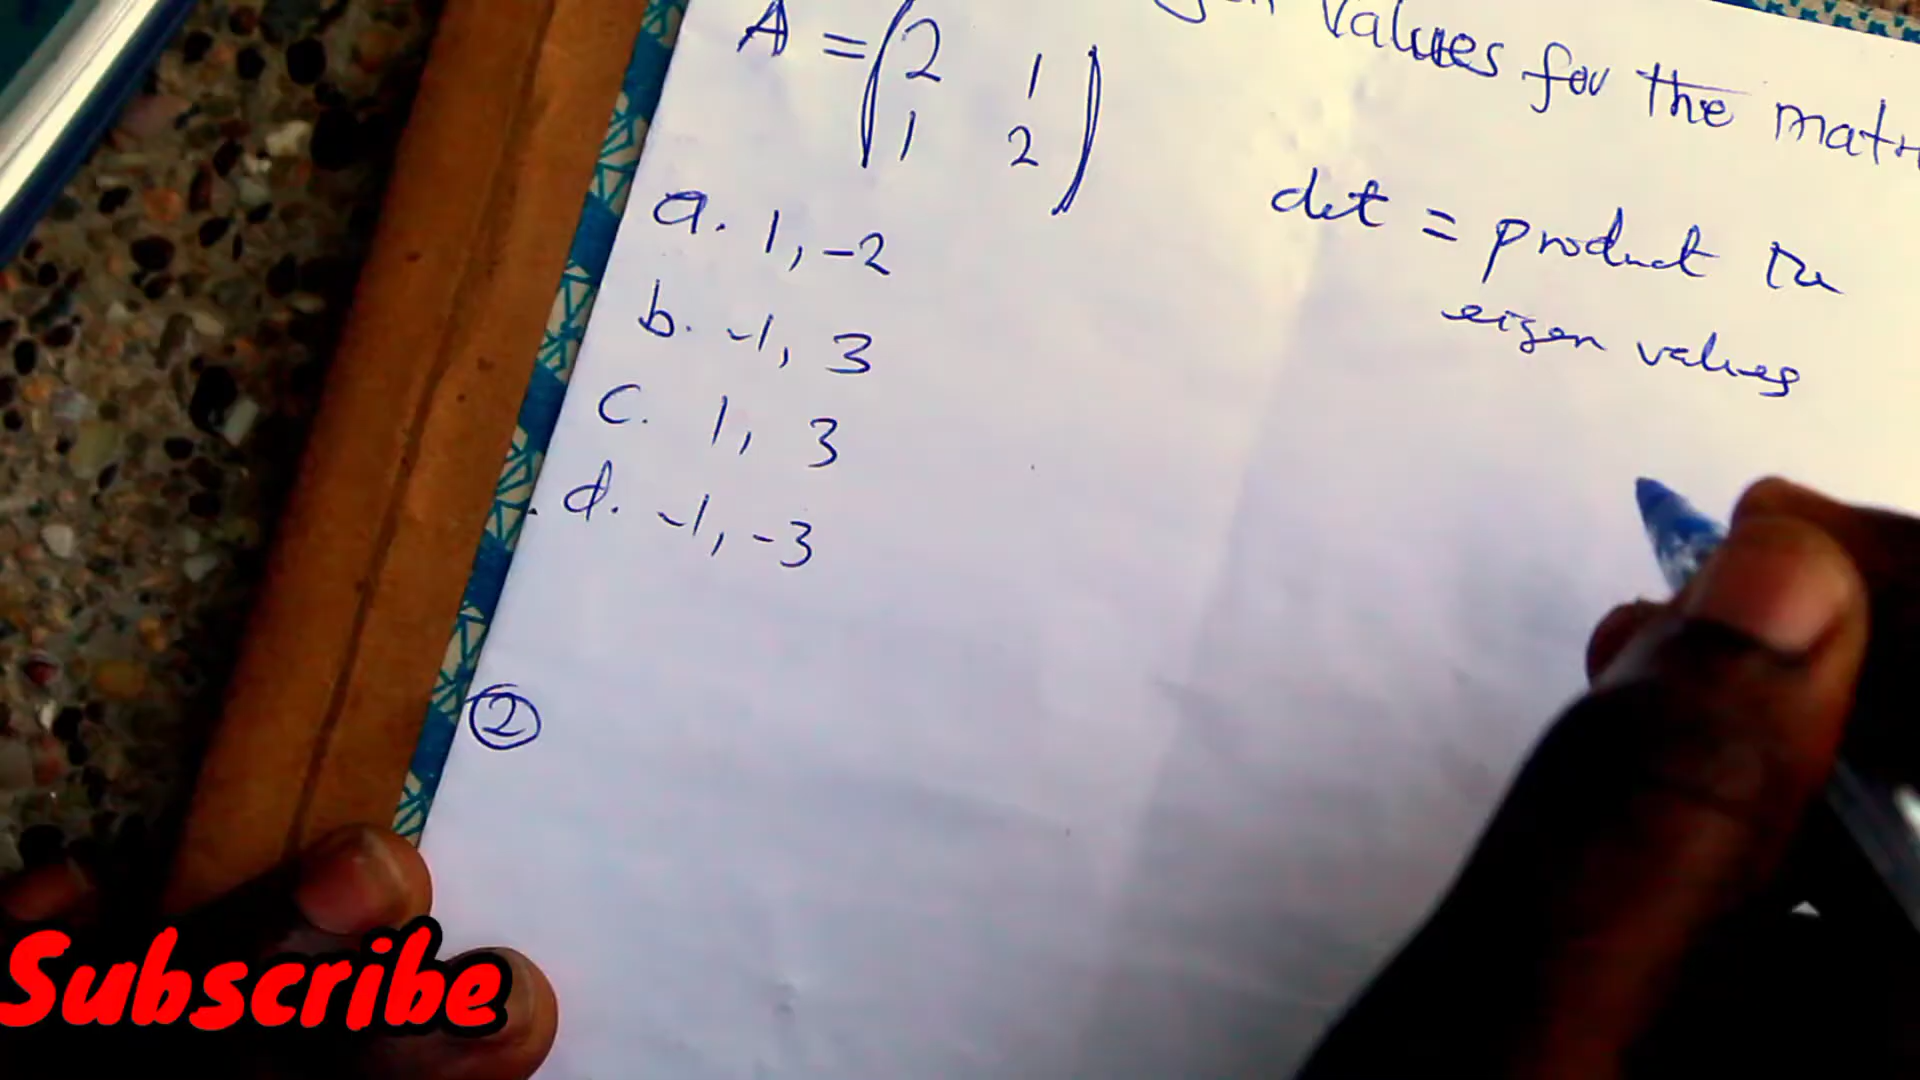 values for the
A = (2 1
1 2)
det = product
eigen values
a. 1, -2
b. -1, 3
c. 1, 3
d. -1, -3
2
Subscribe